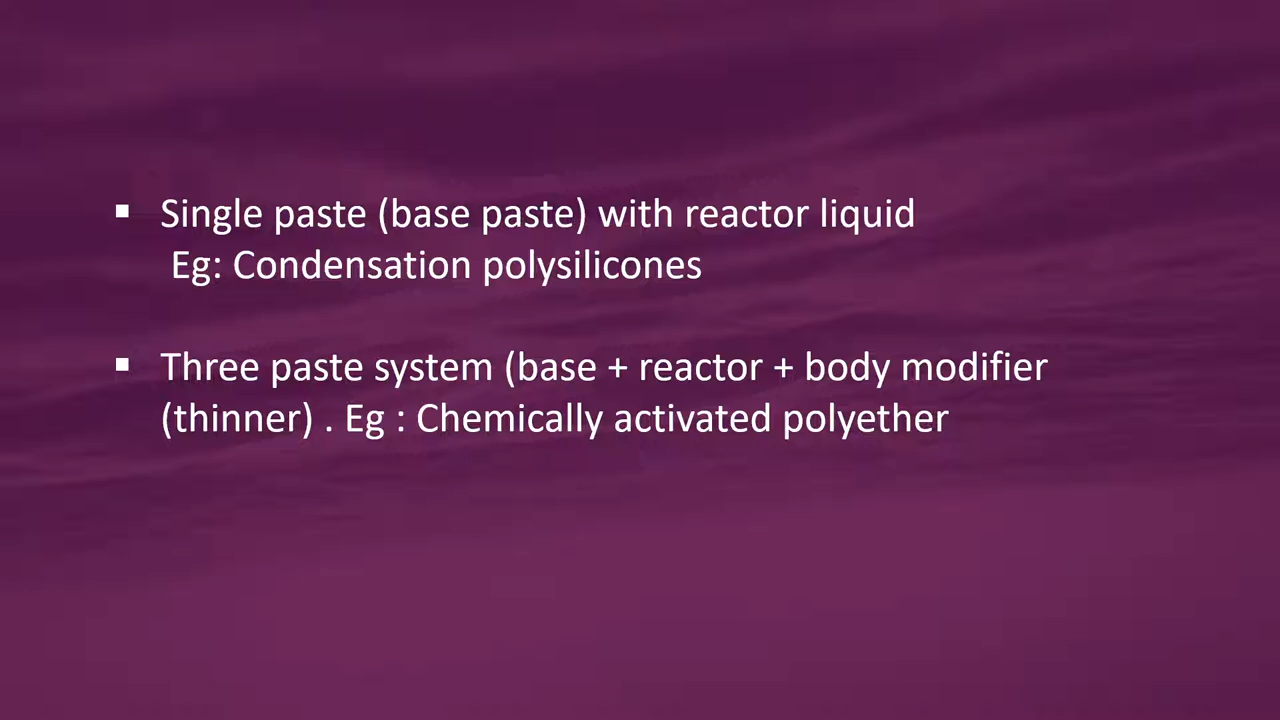 ▪ Single paste (base paste) with reactor liquid
Eg: Condensation polysilicones
▪ Three paste system (base + reactor + body modifier
(thinner) . Eg : Chemically activated polyether